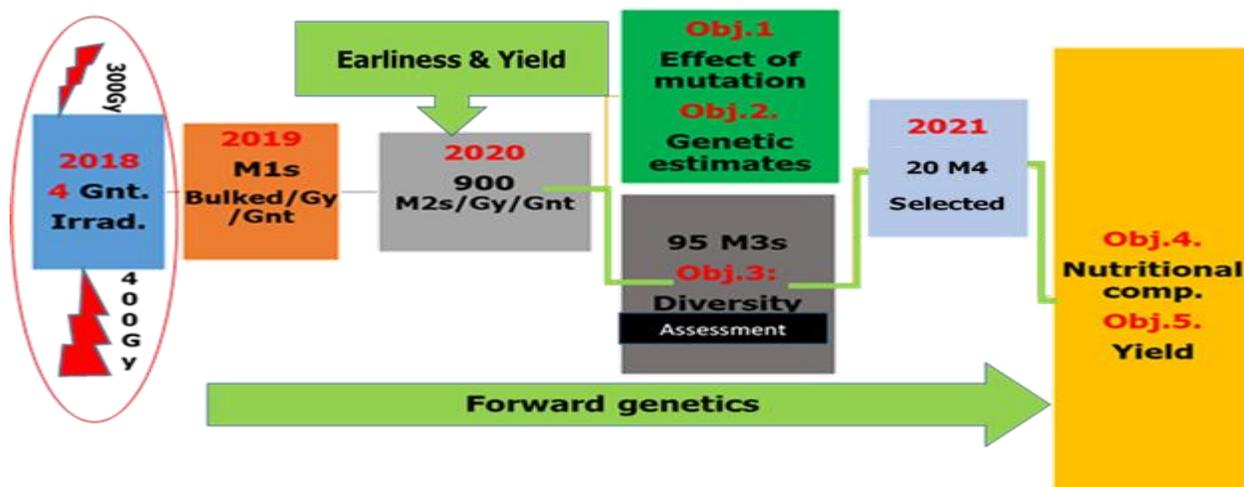 300Gy
2018
4 Gnt.
Irrad.
400Gy
2019
M1s
Bulked/Gy
/Gnt
Earliness & Yield
2020
900
M2s/Gy/Gnt
Obj.1
Effect of
mutation
Obj.2.
Genetic
estimates
95 M3s
Obj.3:
Diversity
Assessment
2021
20 M4
Selected
Obj.4.
Nutritional
comp.
Obj.5.
Yield
Forward genetics